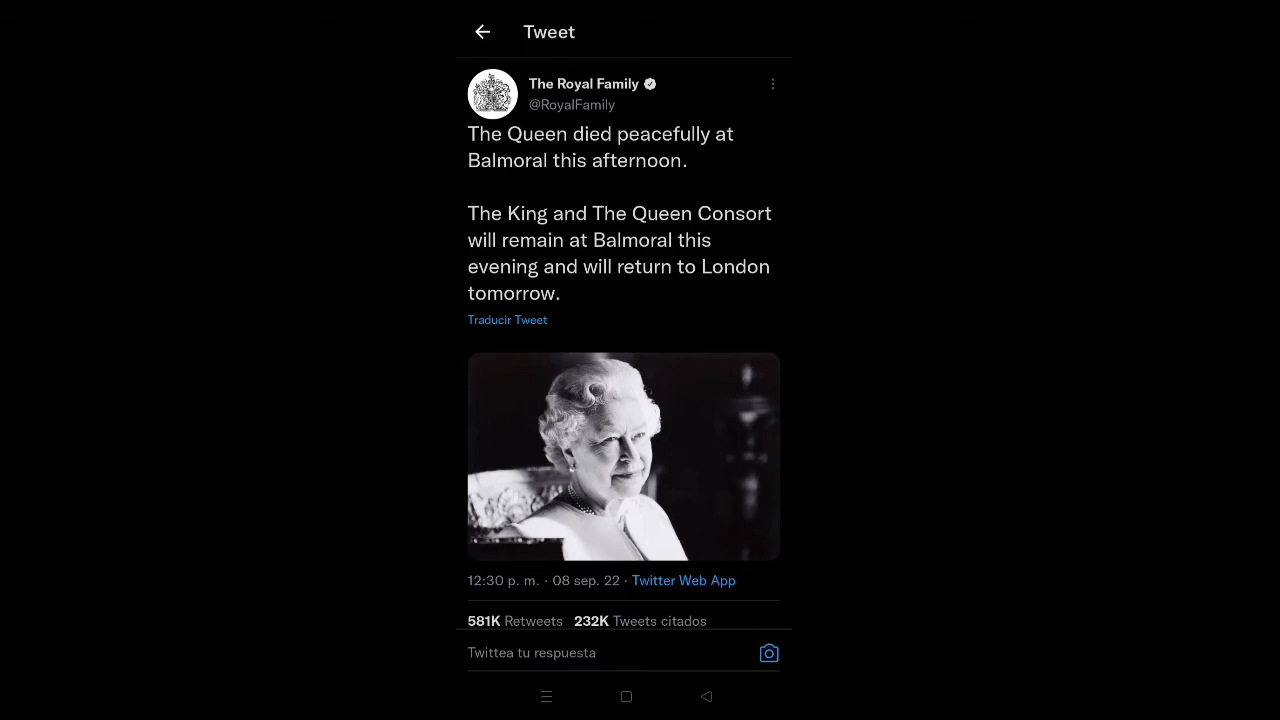 Tweet
The Royal Family
@RoyalFamily
The Queen died peacefully at
Balmoral this afternoon.
The King and The Queen Consort
will remain at Balmoral this
evening and will return to London
tomorrow.
Traducir Tweet
12:30 p. m. · 08 sep. 22 · Twitter Web App
581K Retweets 232K Tweets citados
Twittea tu respuesta